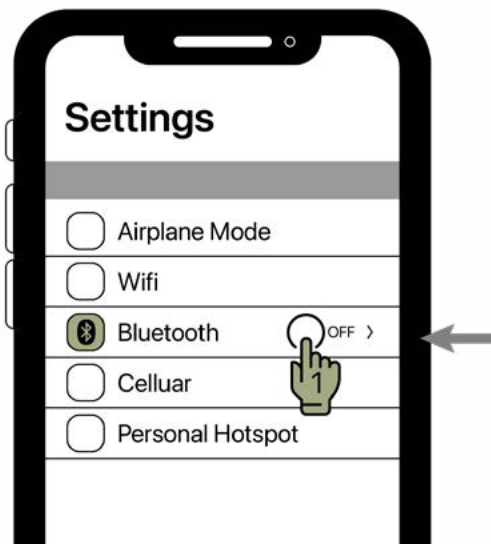 Settings
Airplane Mode
Wifi
Bluetooth OFF >
1
Celluar
Personal Hotspot